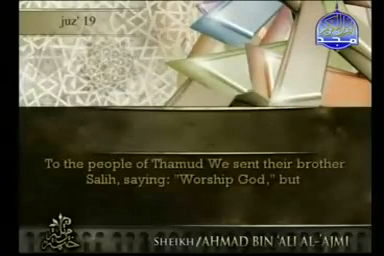 juz' 19
مجد
To the people of Thamud We sent their brother
Salih, saying: "Worship God," but
SHEIKH/AHMAD BIN 'ALI AL-'AJMI